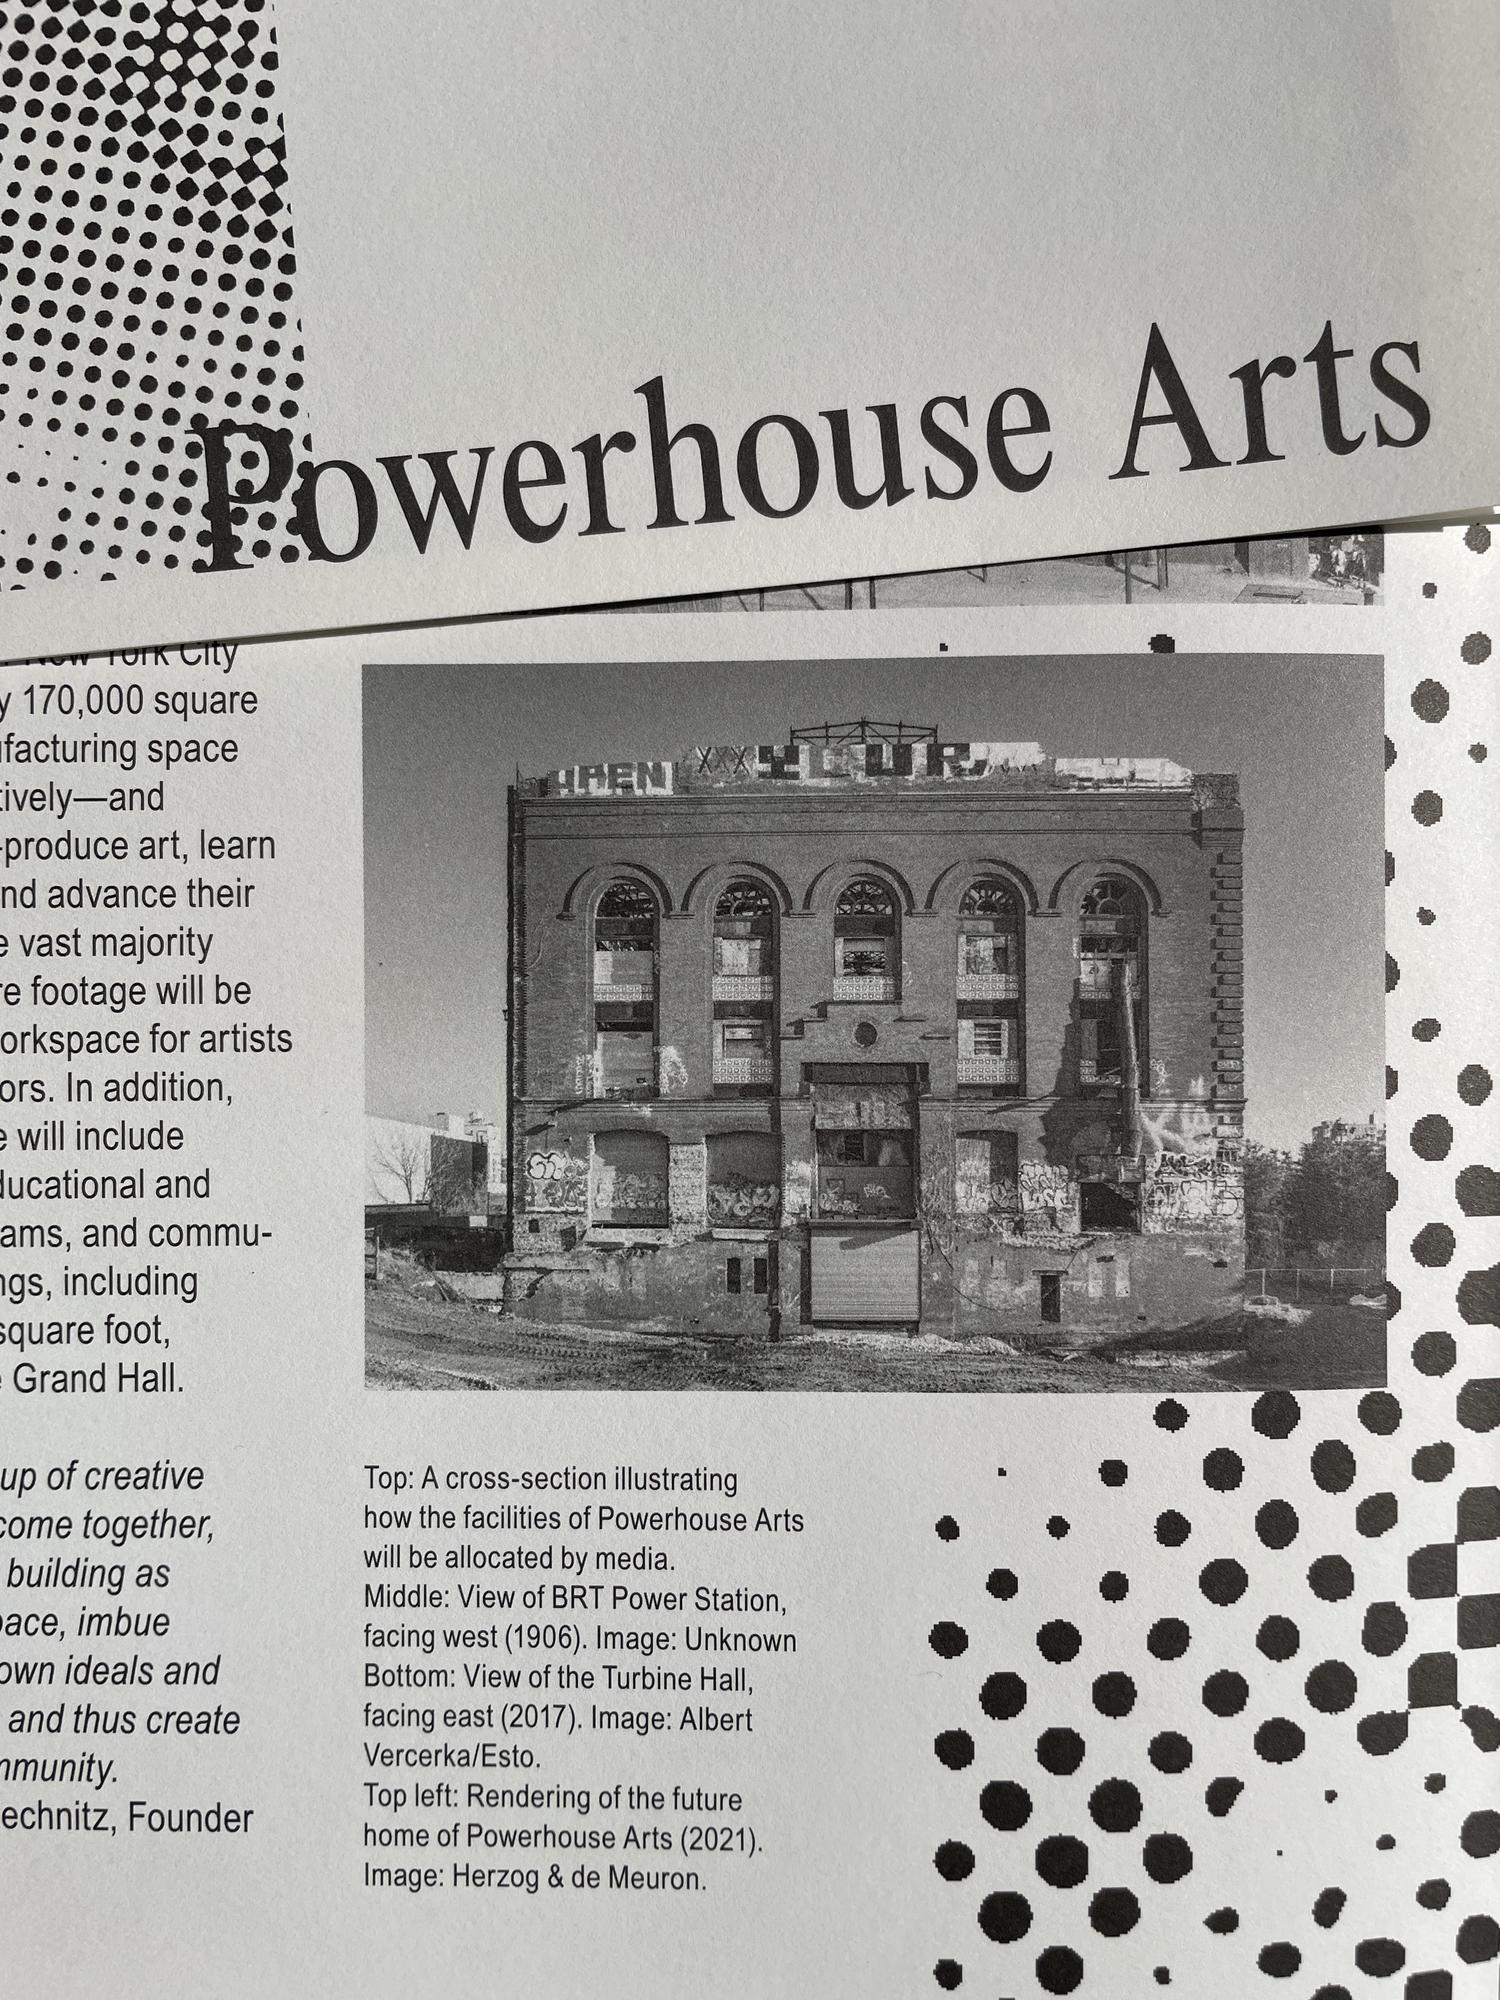 Powerhouse Arts
New York City
170,000 square
facturing space
tively—and
-produce art, learn
nd advance their
e vast majority
re footage will be
orkspace for artists
ors. In addition,
e will include
ducational and
ams, and commu-
ngs, including
square foot,
e Grand Hall.
up of creative
come together,
building as
pace, imbue
own ideals and
and thus create
mmunity.
echnitz, Founder
Top: A cross-section illustrating
how the facilities of Powerhouse Arts
will be allocated by media.
Middle: View of BRT Power Station,
facing west (1906). Image: Unknown
Bottom: View of the Turbine Hall,
facing east (2017). Image: Albert
Vercerka/Esto.
Top left: Rendering of the future
home of Powerhouse Arts (2021).
Image: Herzog & de Meuron.